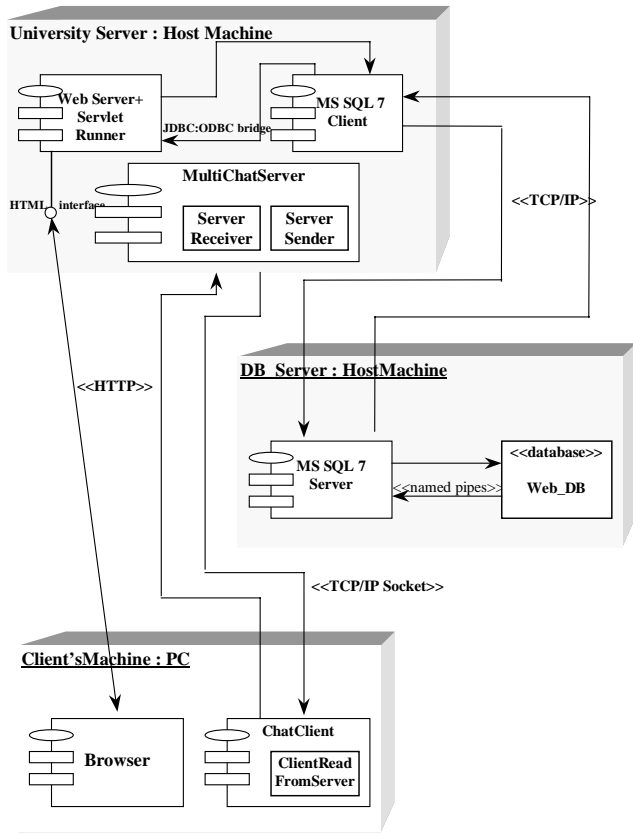 University Server : Host Machine
Web Server+
Servlet
Runner
MS SQL 7
Client
JDBC:ODBC bridge
MultiChatServer
HTML interface
Server
Receiver
Server
Sender
<<TCP/IP>>
<<HTTP>>
DB_Server : HostMachine
MS SQL 7
Server
<<named pipes>>
<<database>>
Web_DB
<<TCP/IP Socket>>
Client'sMachine : PC
Browser
ChatClient
ClientRead
FromServer